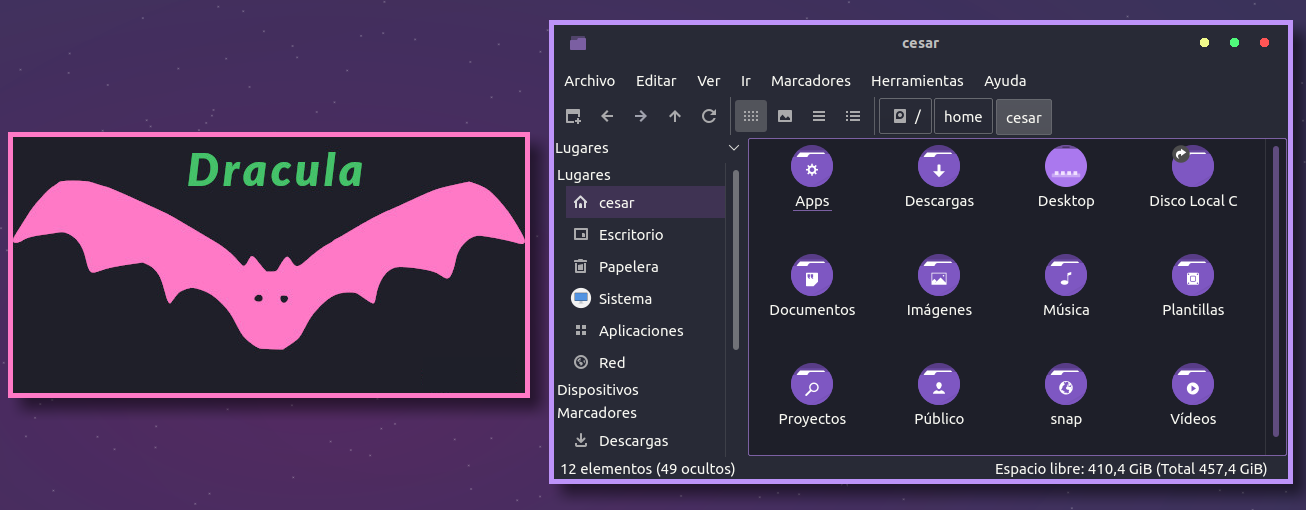 Dracula
cesar
Archivo Editar Ver Ir Marcadores Herramientas Ayuda
/ home cesar
Lugares
Lugares
cesar
Escritorio
Papelera
Sistema
Aplicaciones
Red
Dispositivos
Marcadores
Descargas
Apps Descargas Desktop Disco Local C
Documentos Imágenes Música Plantillas
Proyectos Público snap Vídeos
12 elementos (49 ocultos) Espacio libre: 410,4 GiB (Total 457,4 GiB)